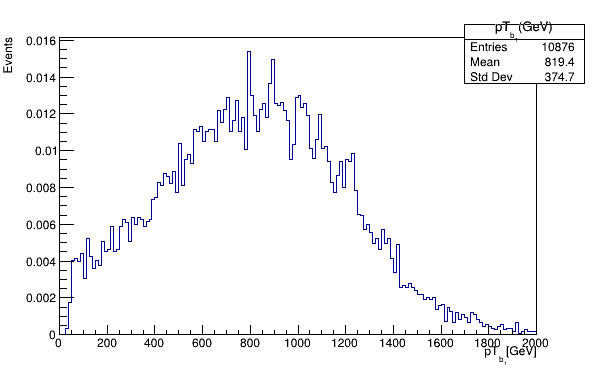 pT_b_1 (GeV)
Entries 10876
Mean 819.4
Std Dev 374.7
Events
0.016
0.014
0.012
0.01
0.008
0.006
0.004
0.002
0
0 200 400 600 800 1000 1200 1400 1600 1800 2000
pT_b_1 [GeV]